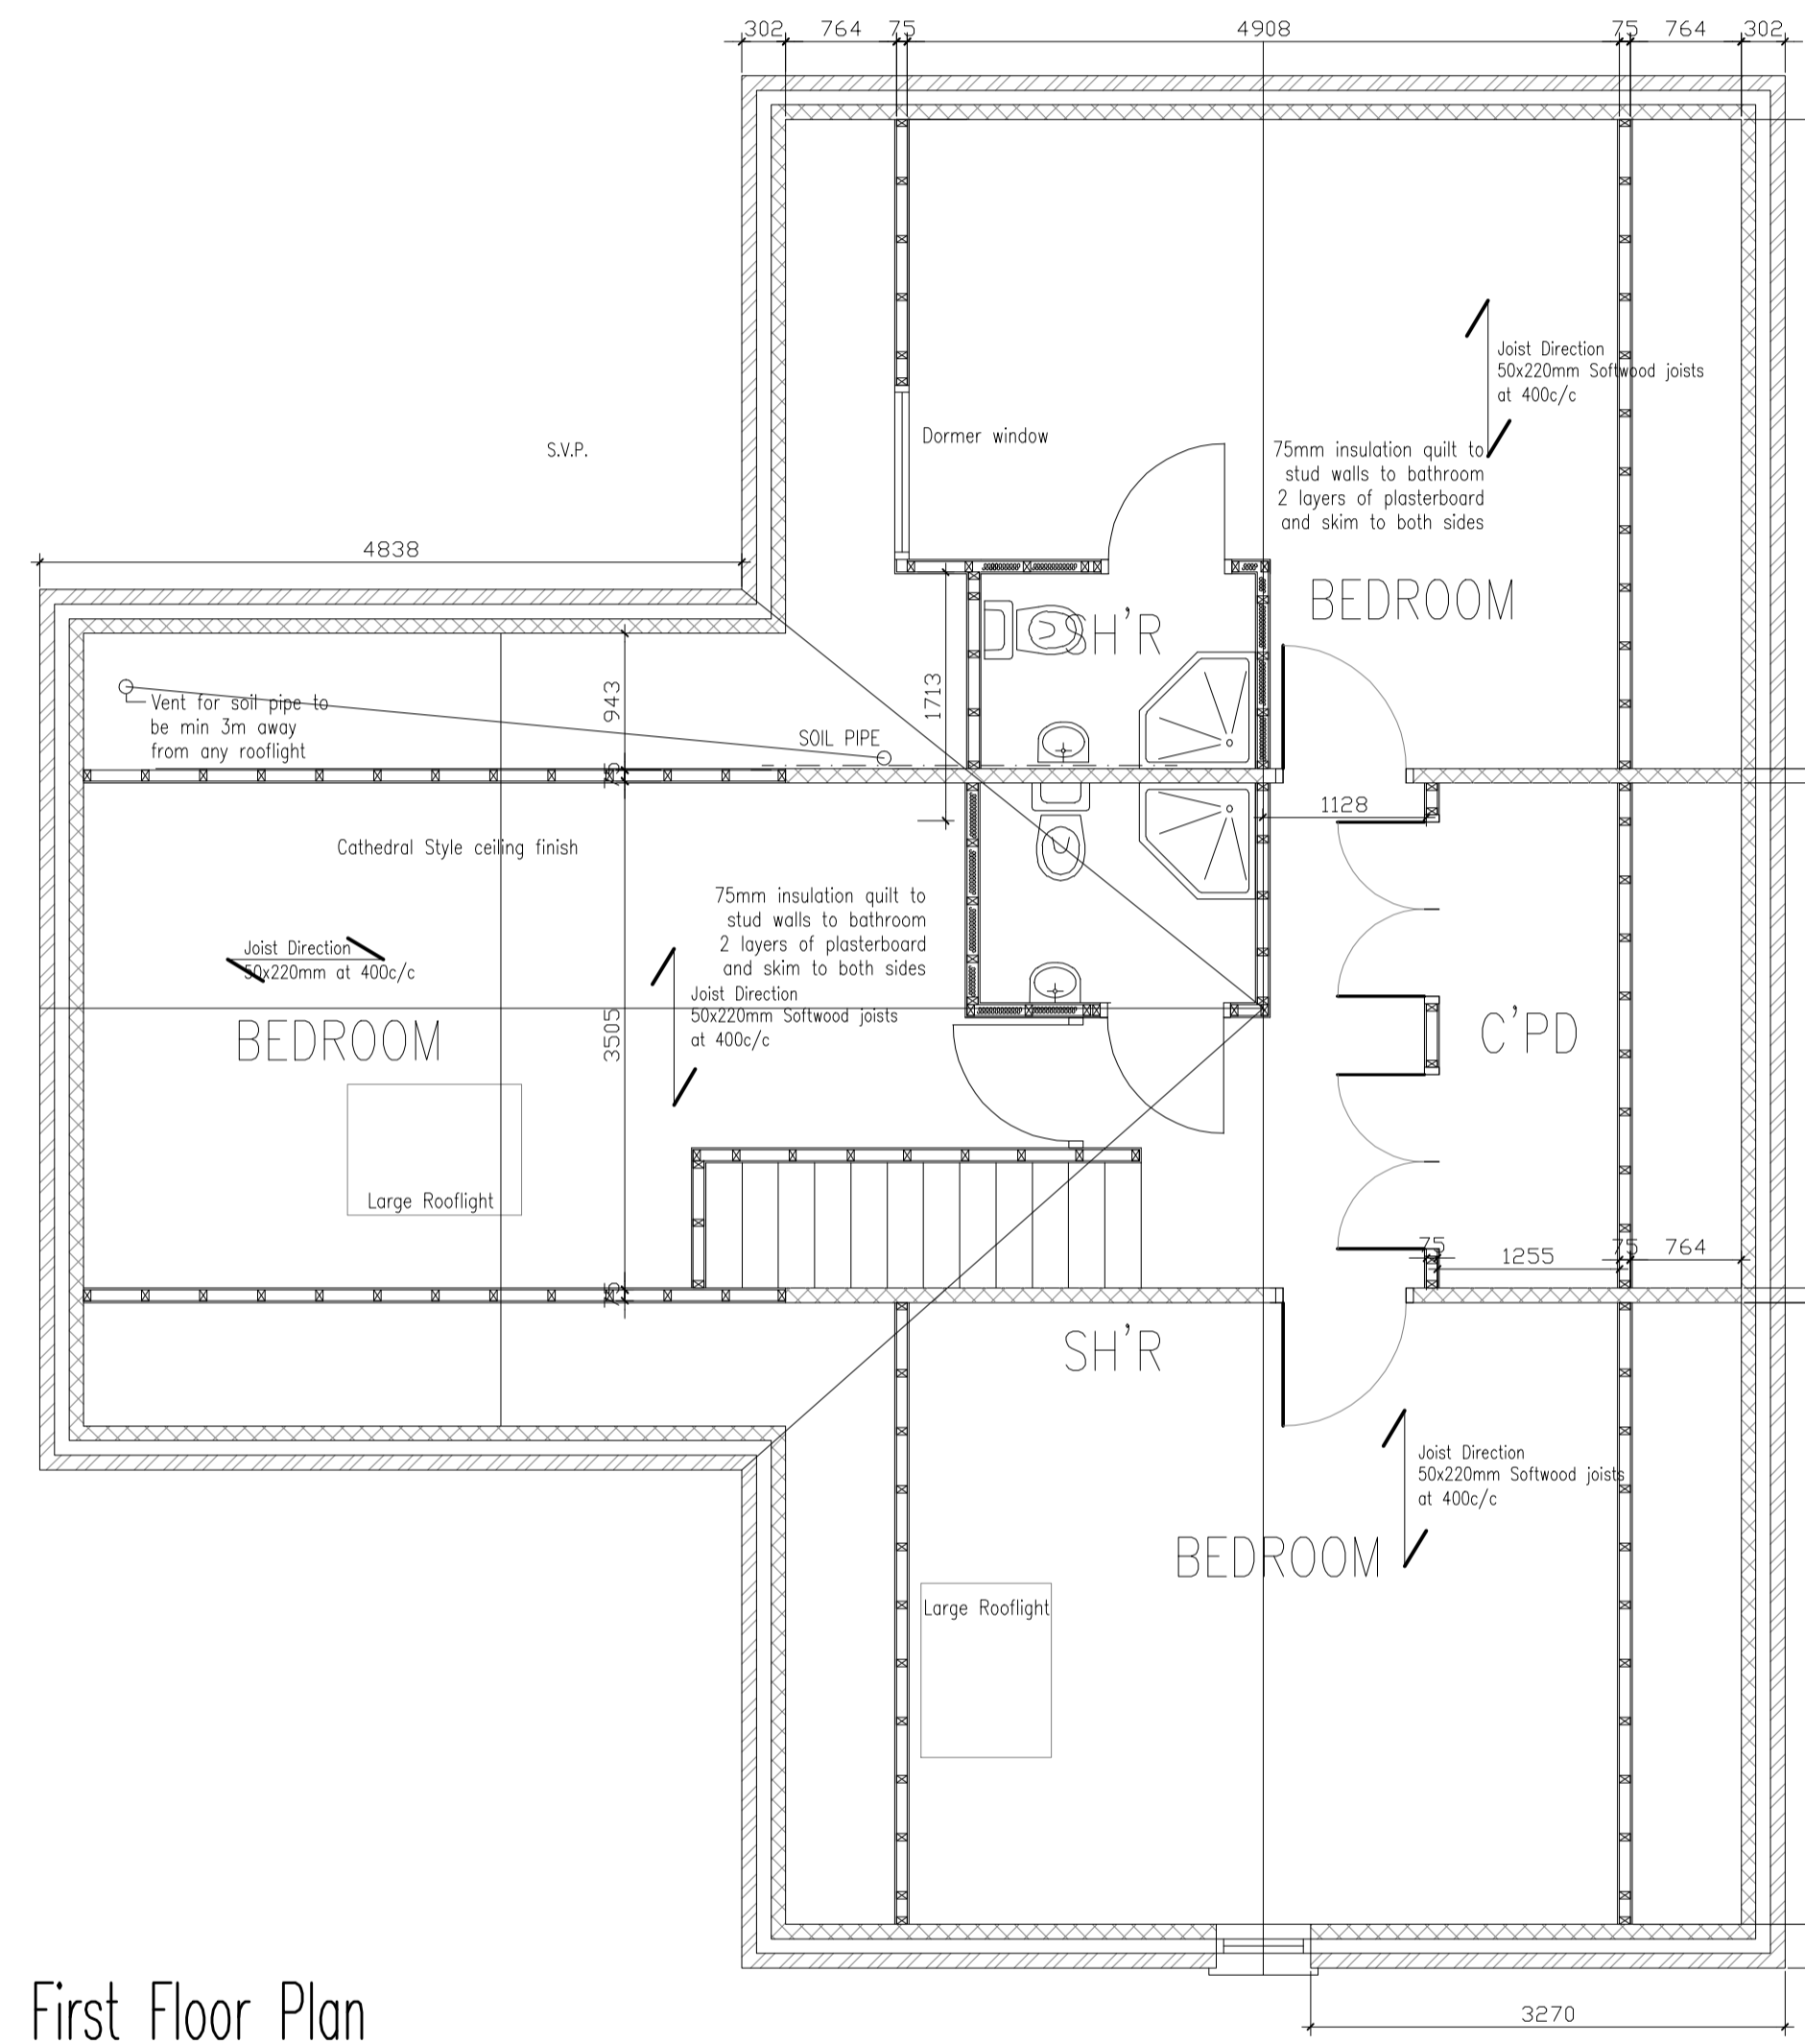 302 764 75 4908 75 764 302
Joist Direction
50x220mm Softwood joists
at 400c/c
Dormer window
S.V.P.
75mm insulation quilt to
stud walls to bathroom
2 layers of plasterboard
and skim to both sides
4838
BEDROOM
SH'R
943
1713
Vent for soil pipe to
be min 3m away
from any rooflight
SOIL PIPE
75
1128
Cathedral Style ceiling finish
75mm insulation quilt to
stud walls to bathroom
2 layers of plasterboard
and skim to both sides
Joist Direction
50x220mm at 400c/c
Joist Direction
50x220mm Softwood joists
at 400c/c
BEDROOM
3505
C'PD
Large Rooflight
75 1255 75 764
75
SH'R
Joist Direction
50x220mm Softwood joists
at 400c/c
BEDROOM
Large Rooflight
First Floor Plan
3270